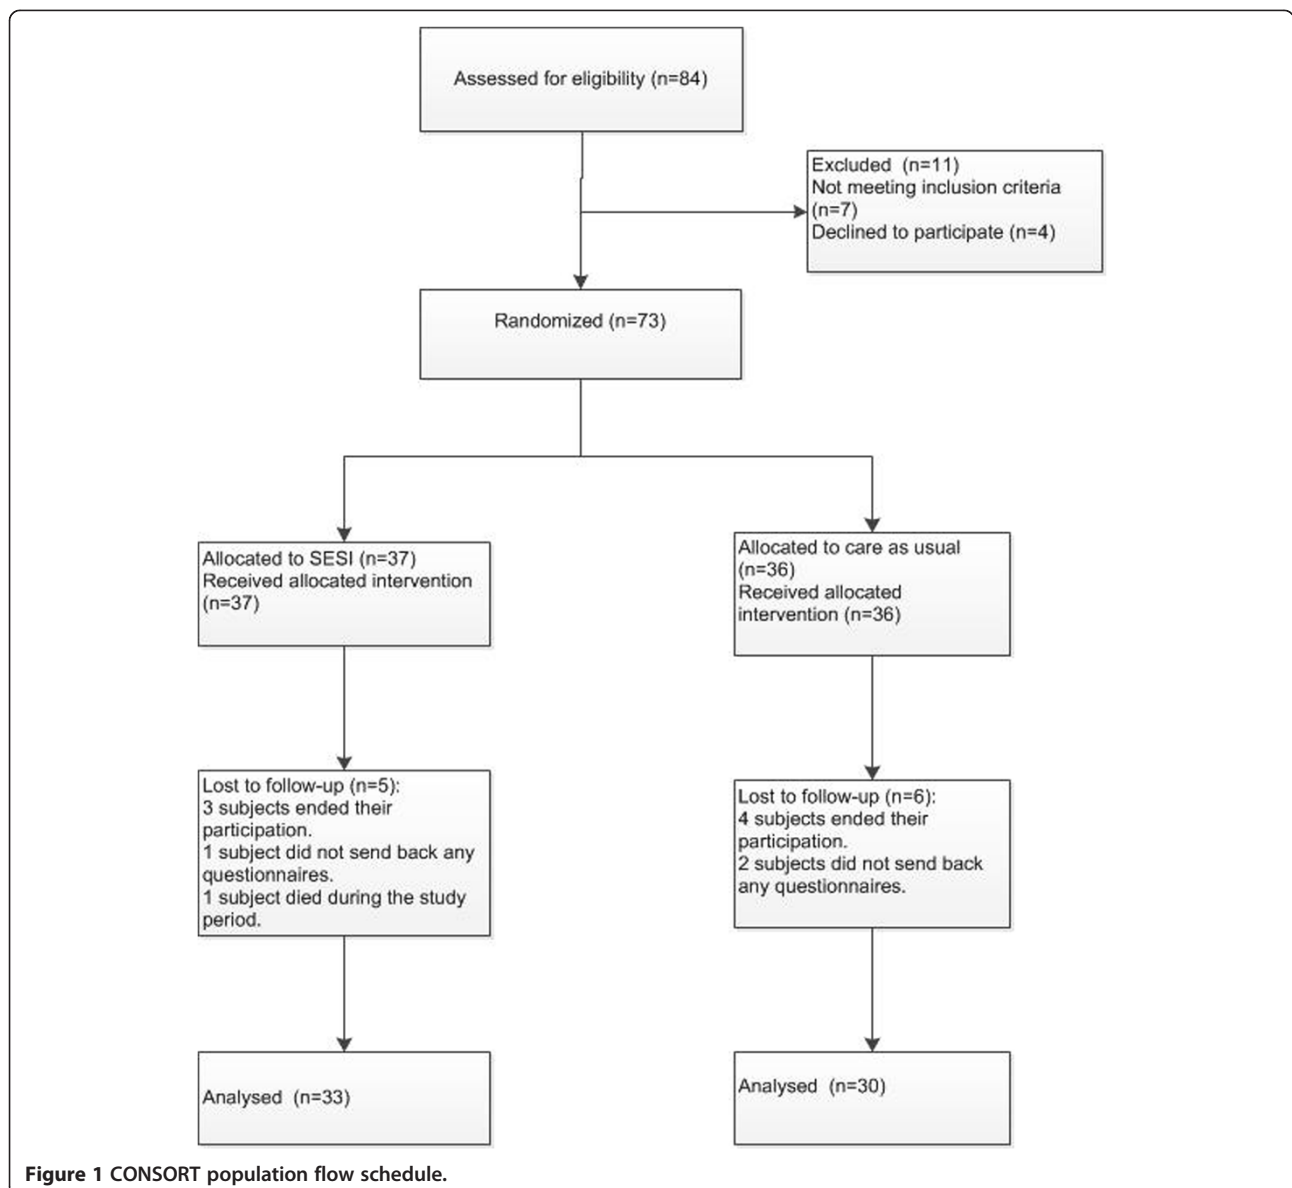 Assessed for eligibility (n=84)
Excluded  (n=11)
Not meeting inclusion criteria
(n=7)
Declined to participate (n=4)
Randomized (n=73)
Allocated to SESI (n=37)
Received allocated intervention
(n=37)
Allocated to care as usual
(n=36)
Received allocated
intervention (n=36)
Lost to follow-up (n=5):
3 subjects ended their
participation.
1 subject did not send back any
questionnaires.
1 subject died during the study
period.
Lost to follow-up (n=6):
4 subjects ended their
participation.
2 subjects did not send back
any questionnaires.
Analysed  (n=33)
Analysed  (n=30)
Figure 1 CONSORT population flow schedule.